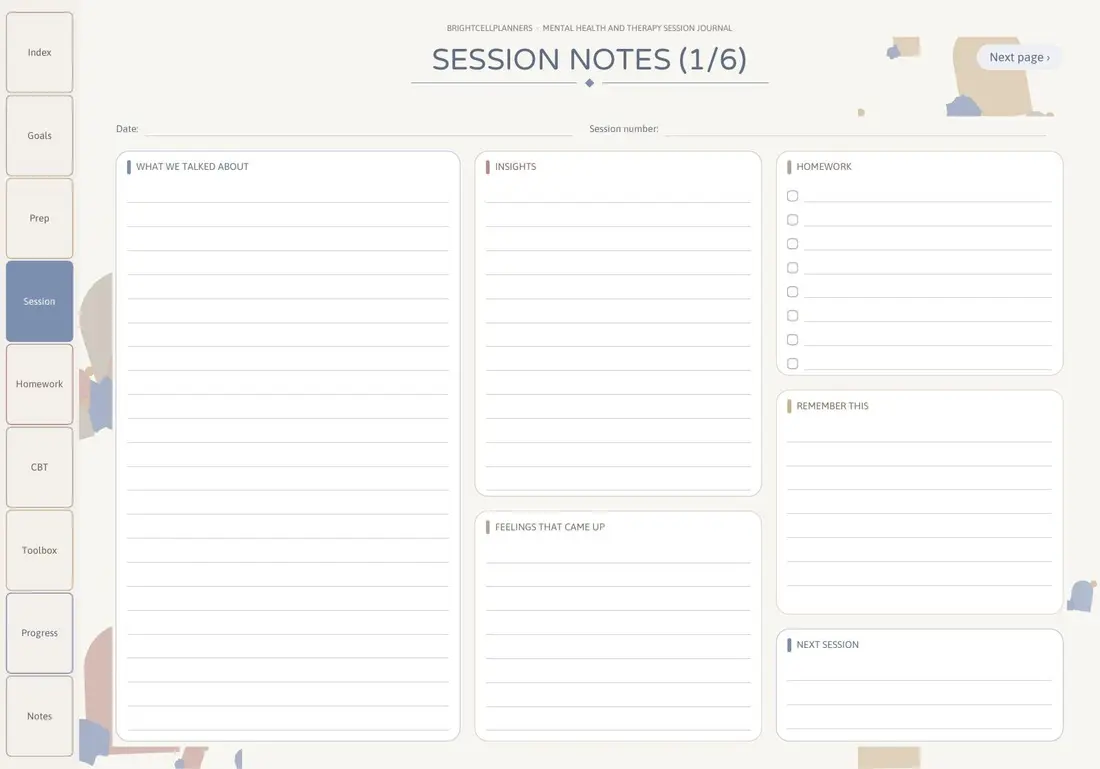 BRIGHTCELLPLANNERS · MENTAL HEALTH AND THERAPY SESSION JOURNAL
SESSION NOTES (1/6)
Next page ›
Index
Goals
Prep
Session
Homework
CBT
Toolbox
Progress
Notes
Date:
Session number:
WHAT WE TALKED ABOUT
INSIGHTS
FEELINGS THAT CAME UP
HOMEWORK
REMEMBER THIS
NEXT SESSION